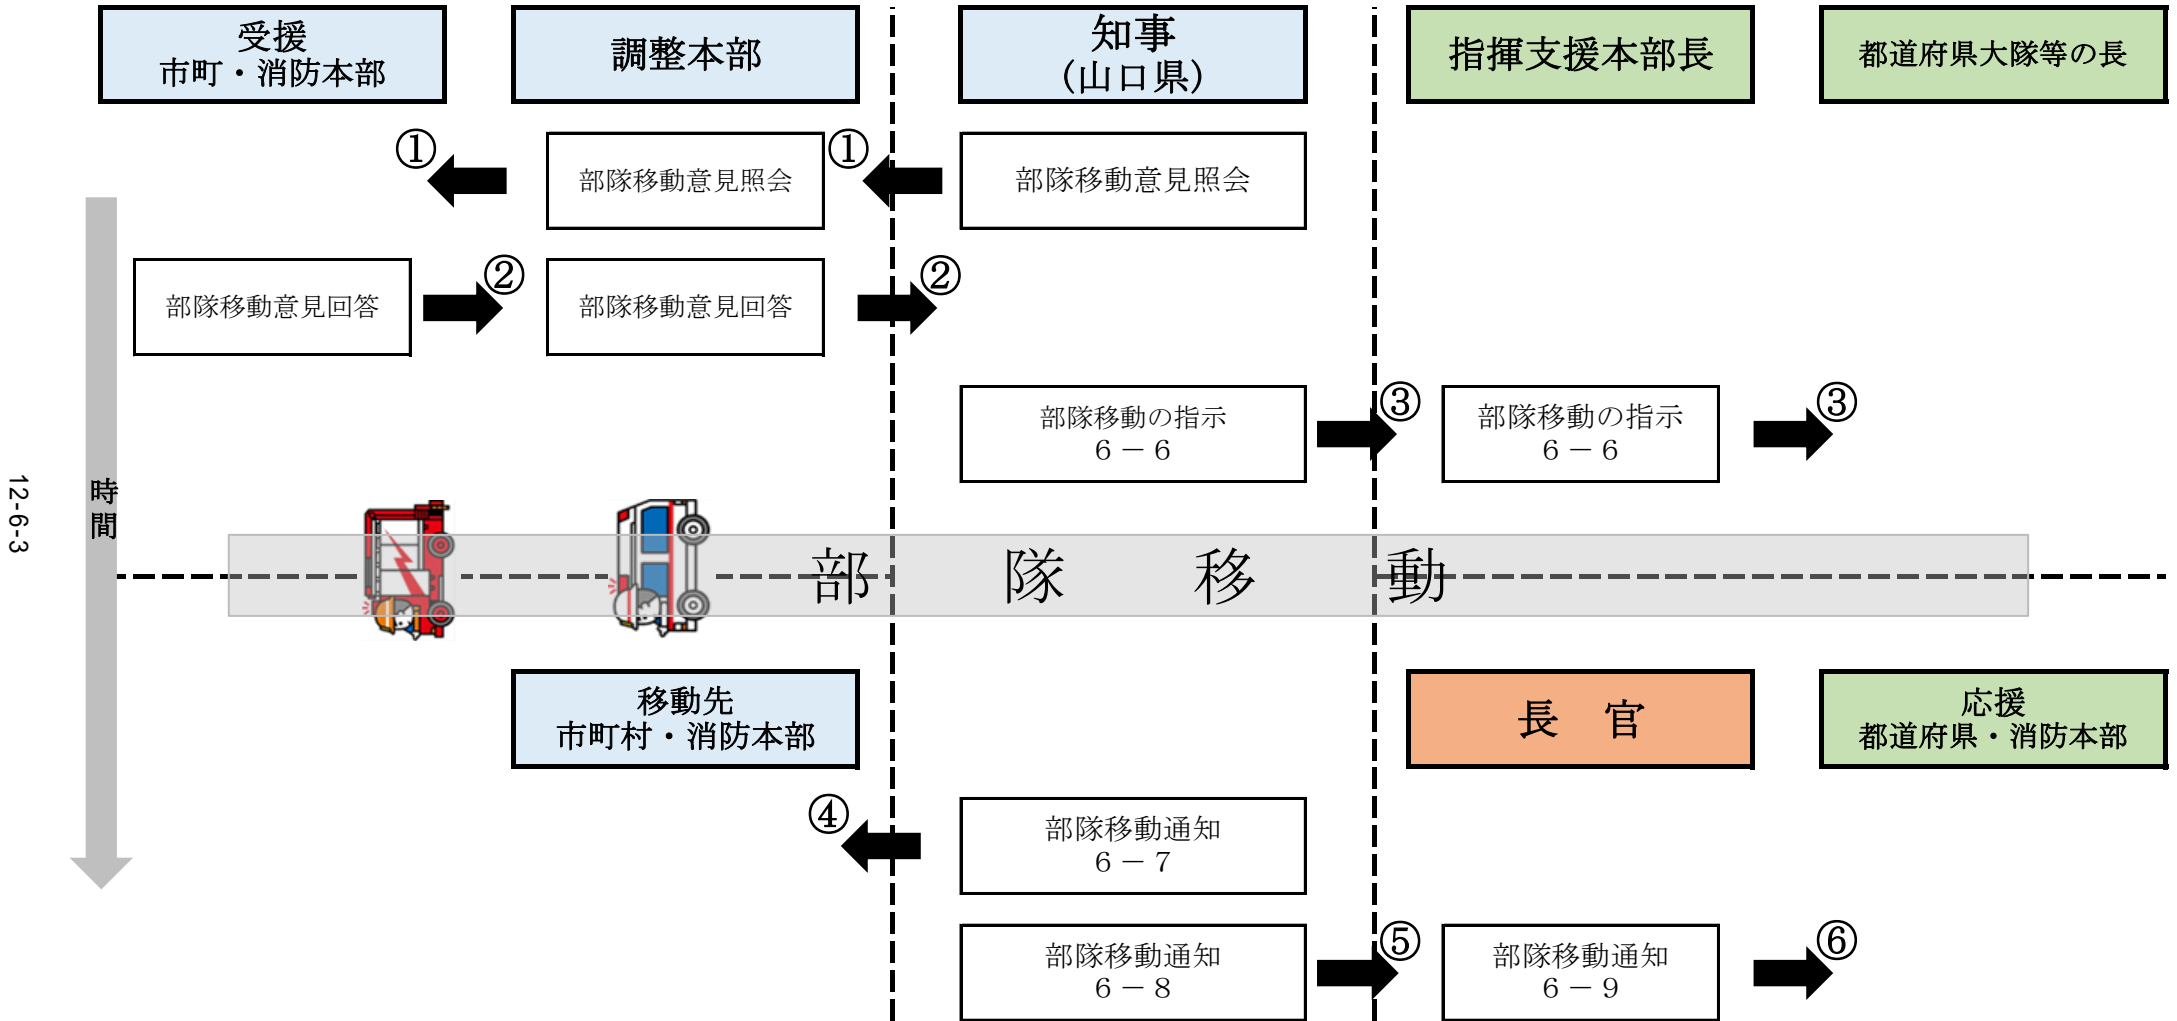 受援
市町・消防本部
調整本部
知事
(山口県)
指揮支援本部長
都道府県大隊等の長
①
部隊移動意見照会
①
部隊移動意見照会
部隊移動意見回答
②
部隊移動意見回答
②
部隊移動の指示
6－6
③
部隊移動の指示
6－6
③
時間
12-6-3
部隊移動
移動先
市町村・消防本部
長　官
応援
都道府県・消防本部
④
部隊移動通知
6－7
部隊移動通知
6－8
⑤
部隊移動通知
6－9
⑥